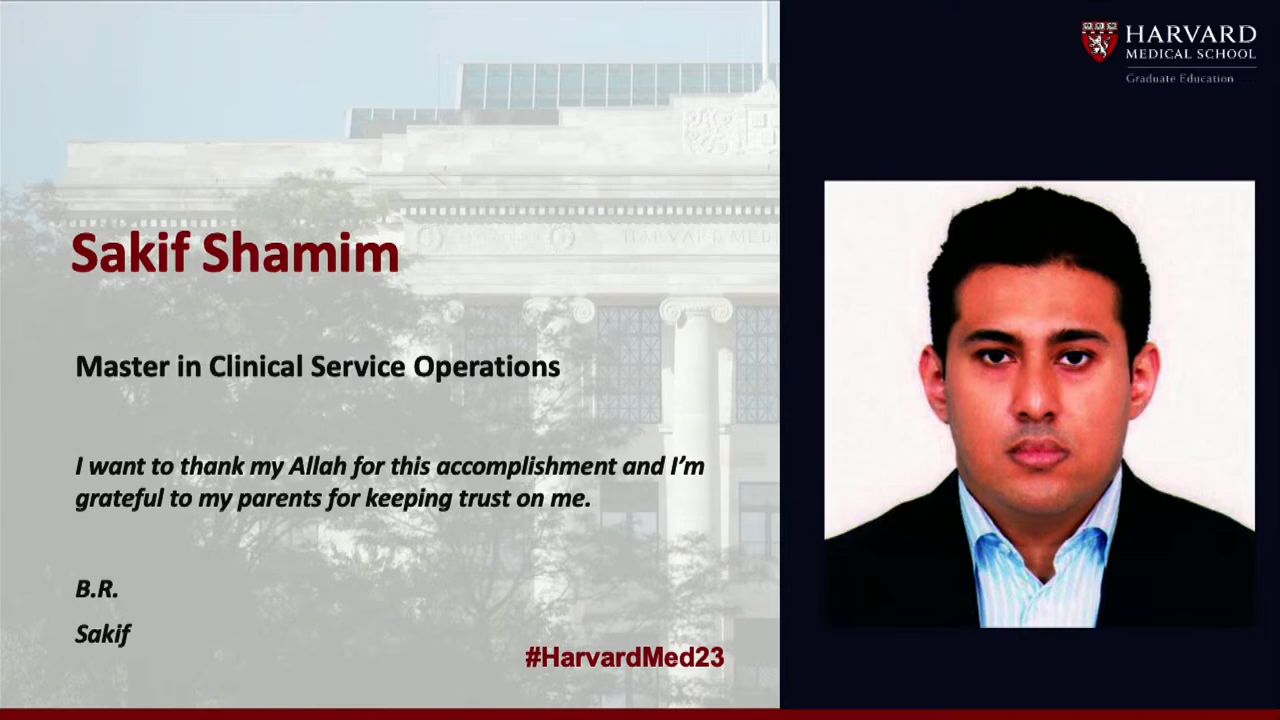 HARVARD
MEDICAL SCHOOL
Graduate Education
Sakif Shamim
Master in Clinical Service Operations
I want to thank my Allah for this accomplishment and I'm
grateful to my parents for keeping trust on me.
B.R.
Sakif
#HarvardMed23